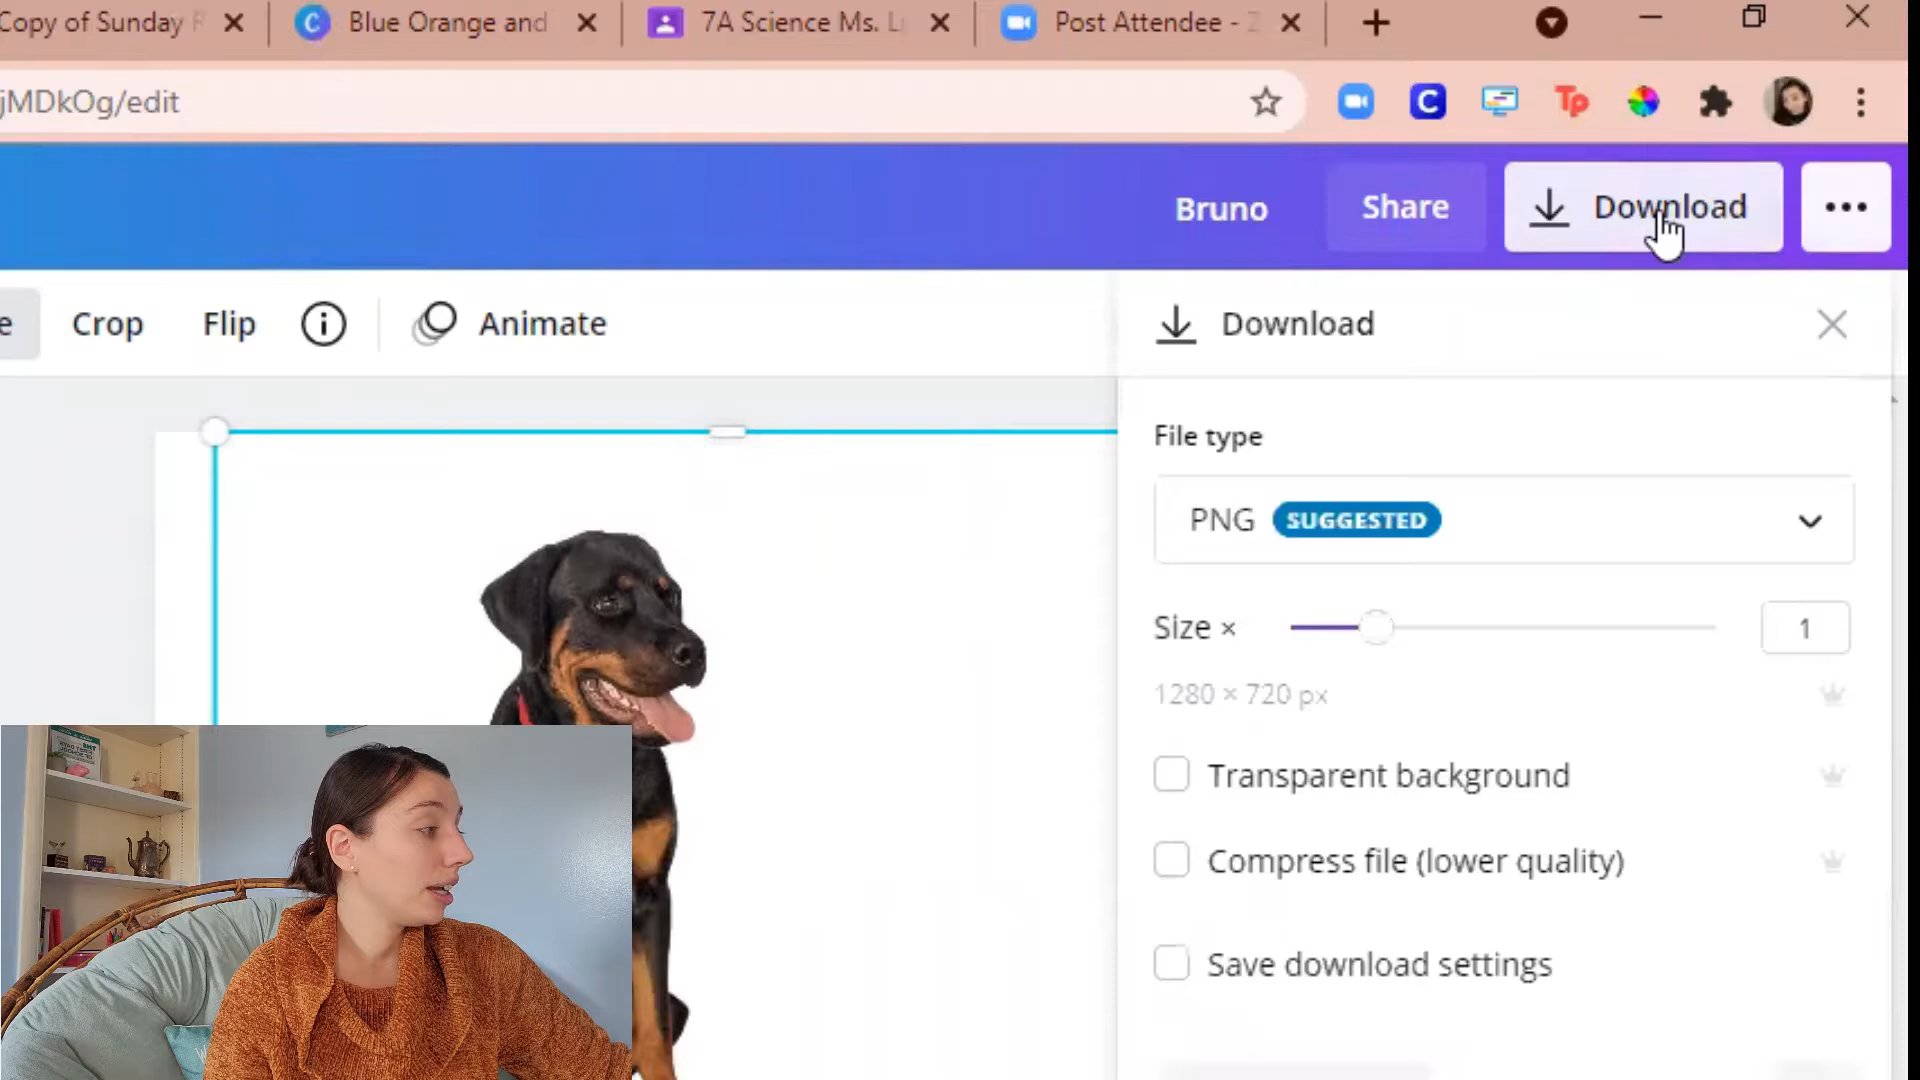 Copy of Sunday
Blue Orange and
7A Science Ms.
Post Attendee -
jMDkOg/edit
C
Tp
Bruno
Share
Download
e
Crop
Flip
Animate
Download
File type
PNG SUGGESTED
Size ×
1
1280 × 720 px
Transparent background
Compress file (lower quality)
Save download settings